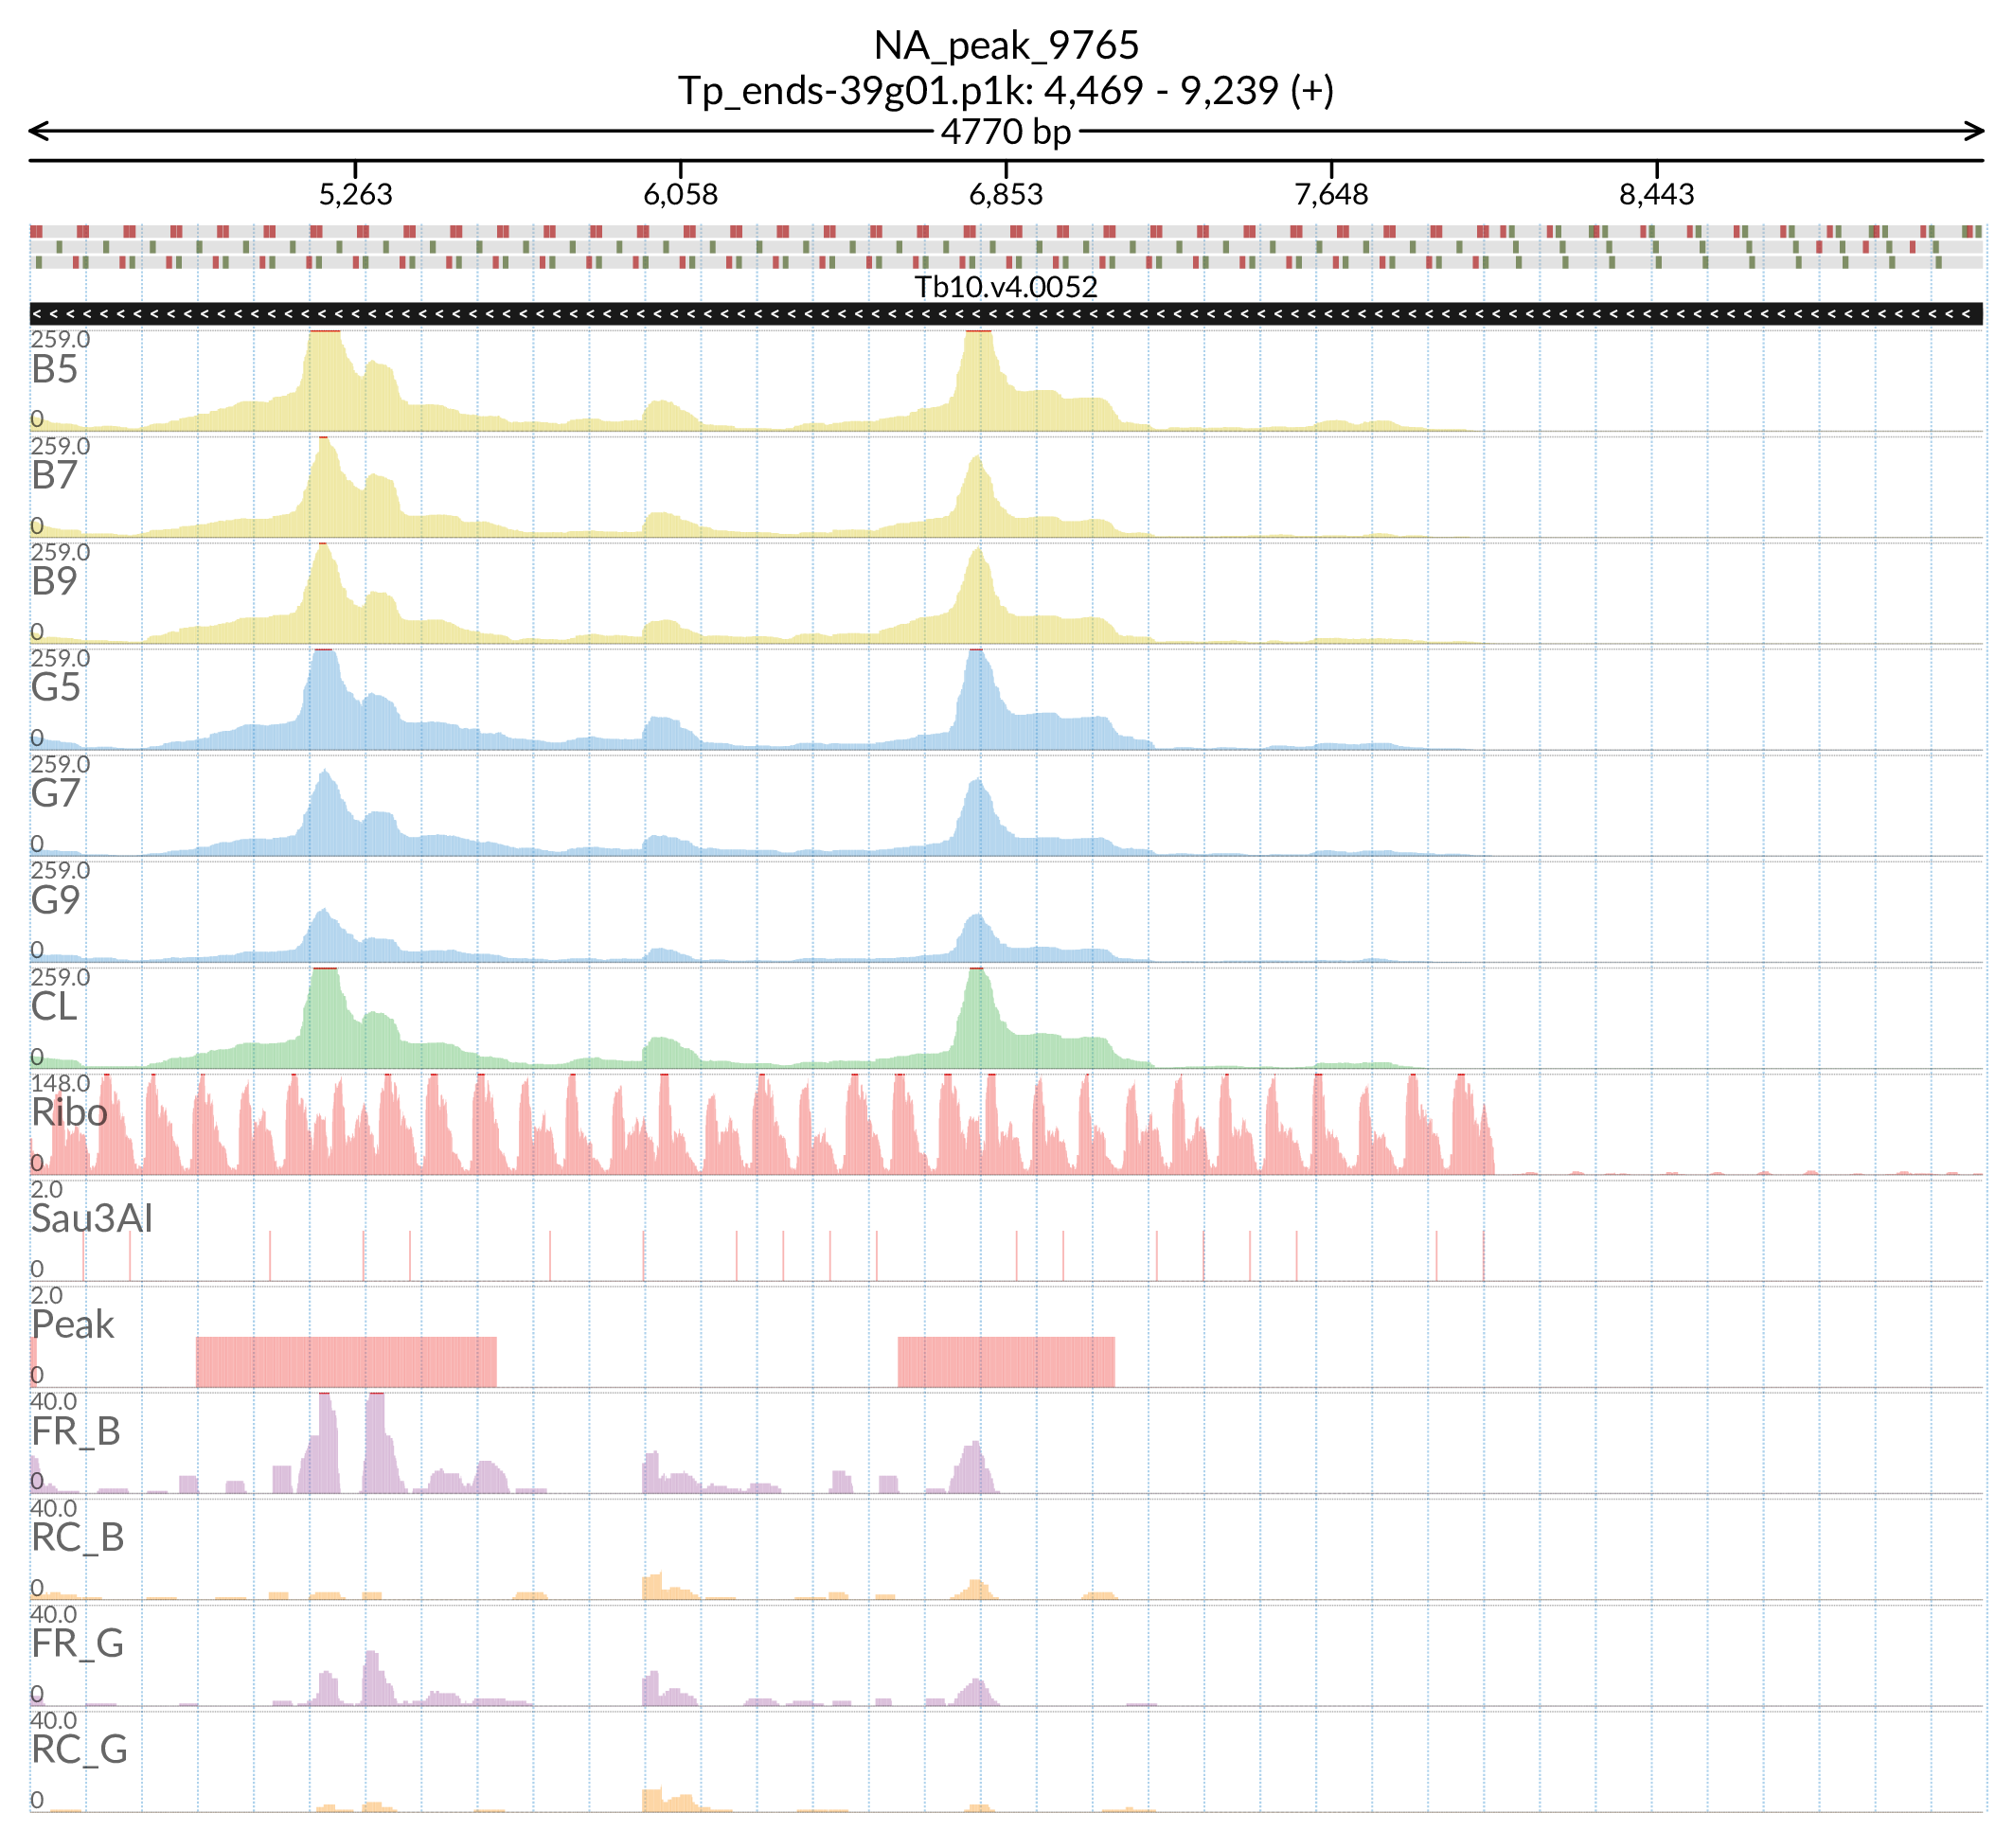 NA_peak_9765
Tp_ends-39g01.p1k: 4,469 - 9,239 (+)
4770 bp
5,263 6,058 6,853 7,648 8,443
Tb10.v4.0052
259.0
B5
0
259.0
B7
0
259.0
B9
0
259.0
G5
0
259.0
G7
0
259.0
G9
0
259.0
CL
0
148.0
Ribo
0
2.0
Sau3AI
0
2.0
Peak
0
40.0
FR_B
0
40.0
RC_B
0
40.0
FR_G
0
40.0
RC_G
0